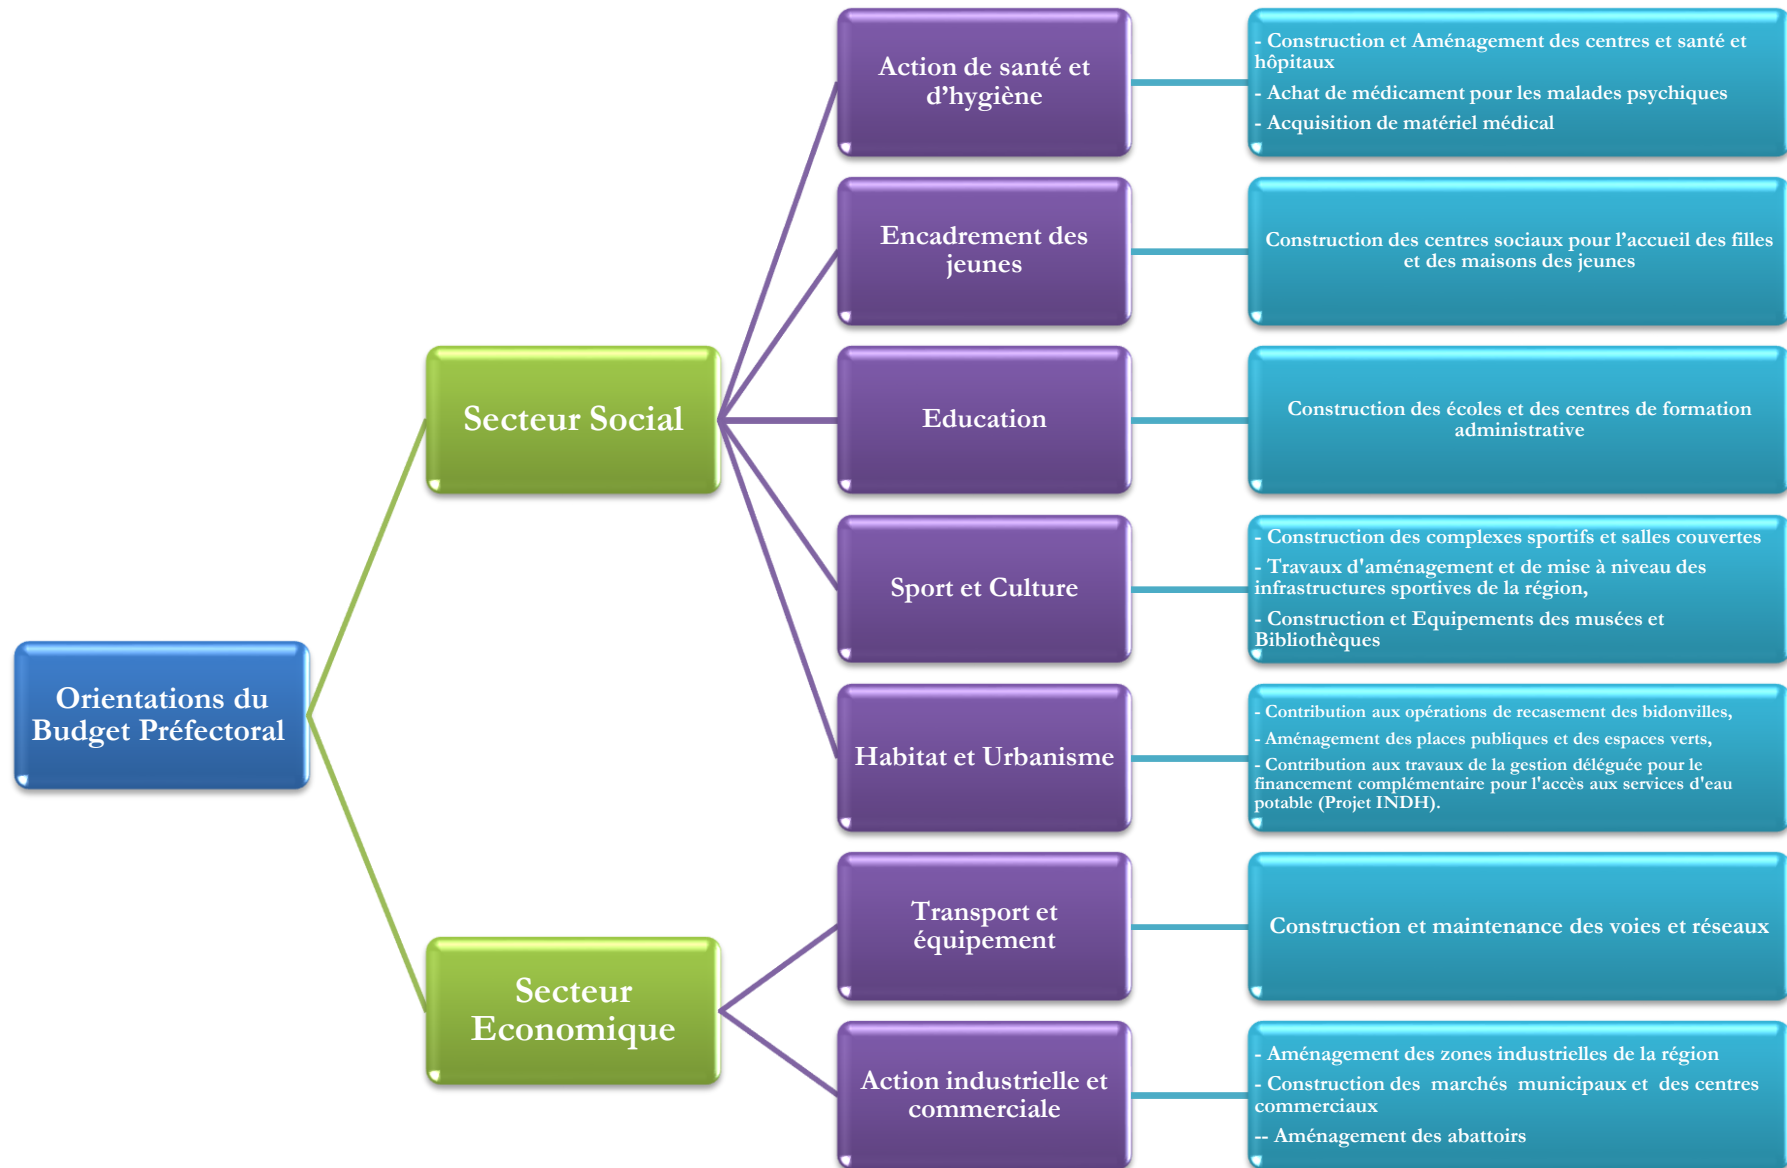 Orientations du
Budget Préfectoral
Secteur Social
Action de santé et
d'hygiène
- Construction et Aménagement des centres et santé et
hôpitaux
- Achat de médicament pour les malades psychiques
- Acquisition de matériel médical
Encadrement des
jeunes
Construction des centres sociaux pour l'accueil des filles
et des maisons des jeunes
Education
Construction des écoles et des centres de formation
administrative
Sport et Culture
- Construction des complexes sportifs et salles couvertes
- Travaux d'aménagement et de mise à niveau des
infrastructures sportives de la région,
- Construction et Equipements des musées et
Bibliothèques
Habitat et Urbanisme
- Contribution aux opérations de recasement des bidonvilles,
- Aménagement des places publiques et des espaces verts,
- Contribution aux travaux de la gestion déléguée pour le
financement complémentaire pour l'accès aux services d'eau
potable (Projet INDH).
Secteur
Economique
Transport et
équipement
Construction et maintenance des voies et réseaux
Action industrielle et
commerciale
- Aménagement des zones industrielles de la région
- Construction des marchés municipaux et des centres
commerciaux
-- Aménagement des abattoirs